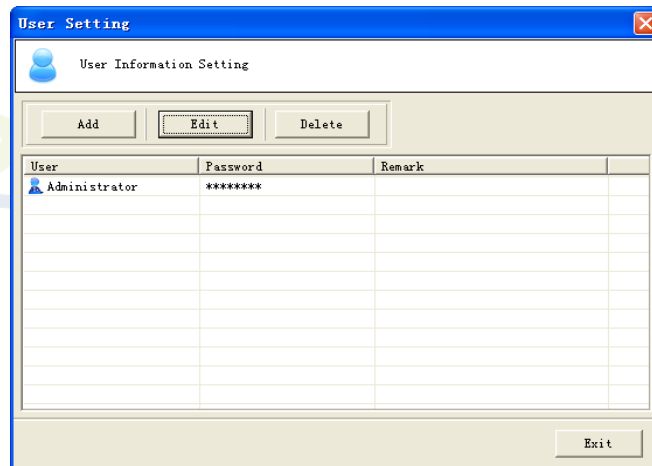 User Setting
User Information Setting
Add Edit Delete
User Password Remark
Administrator ********
Exit